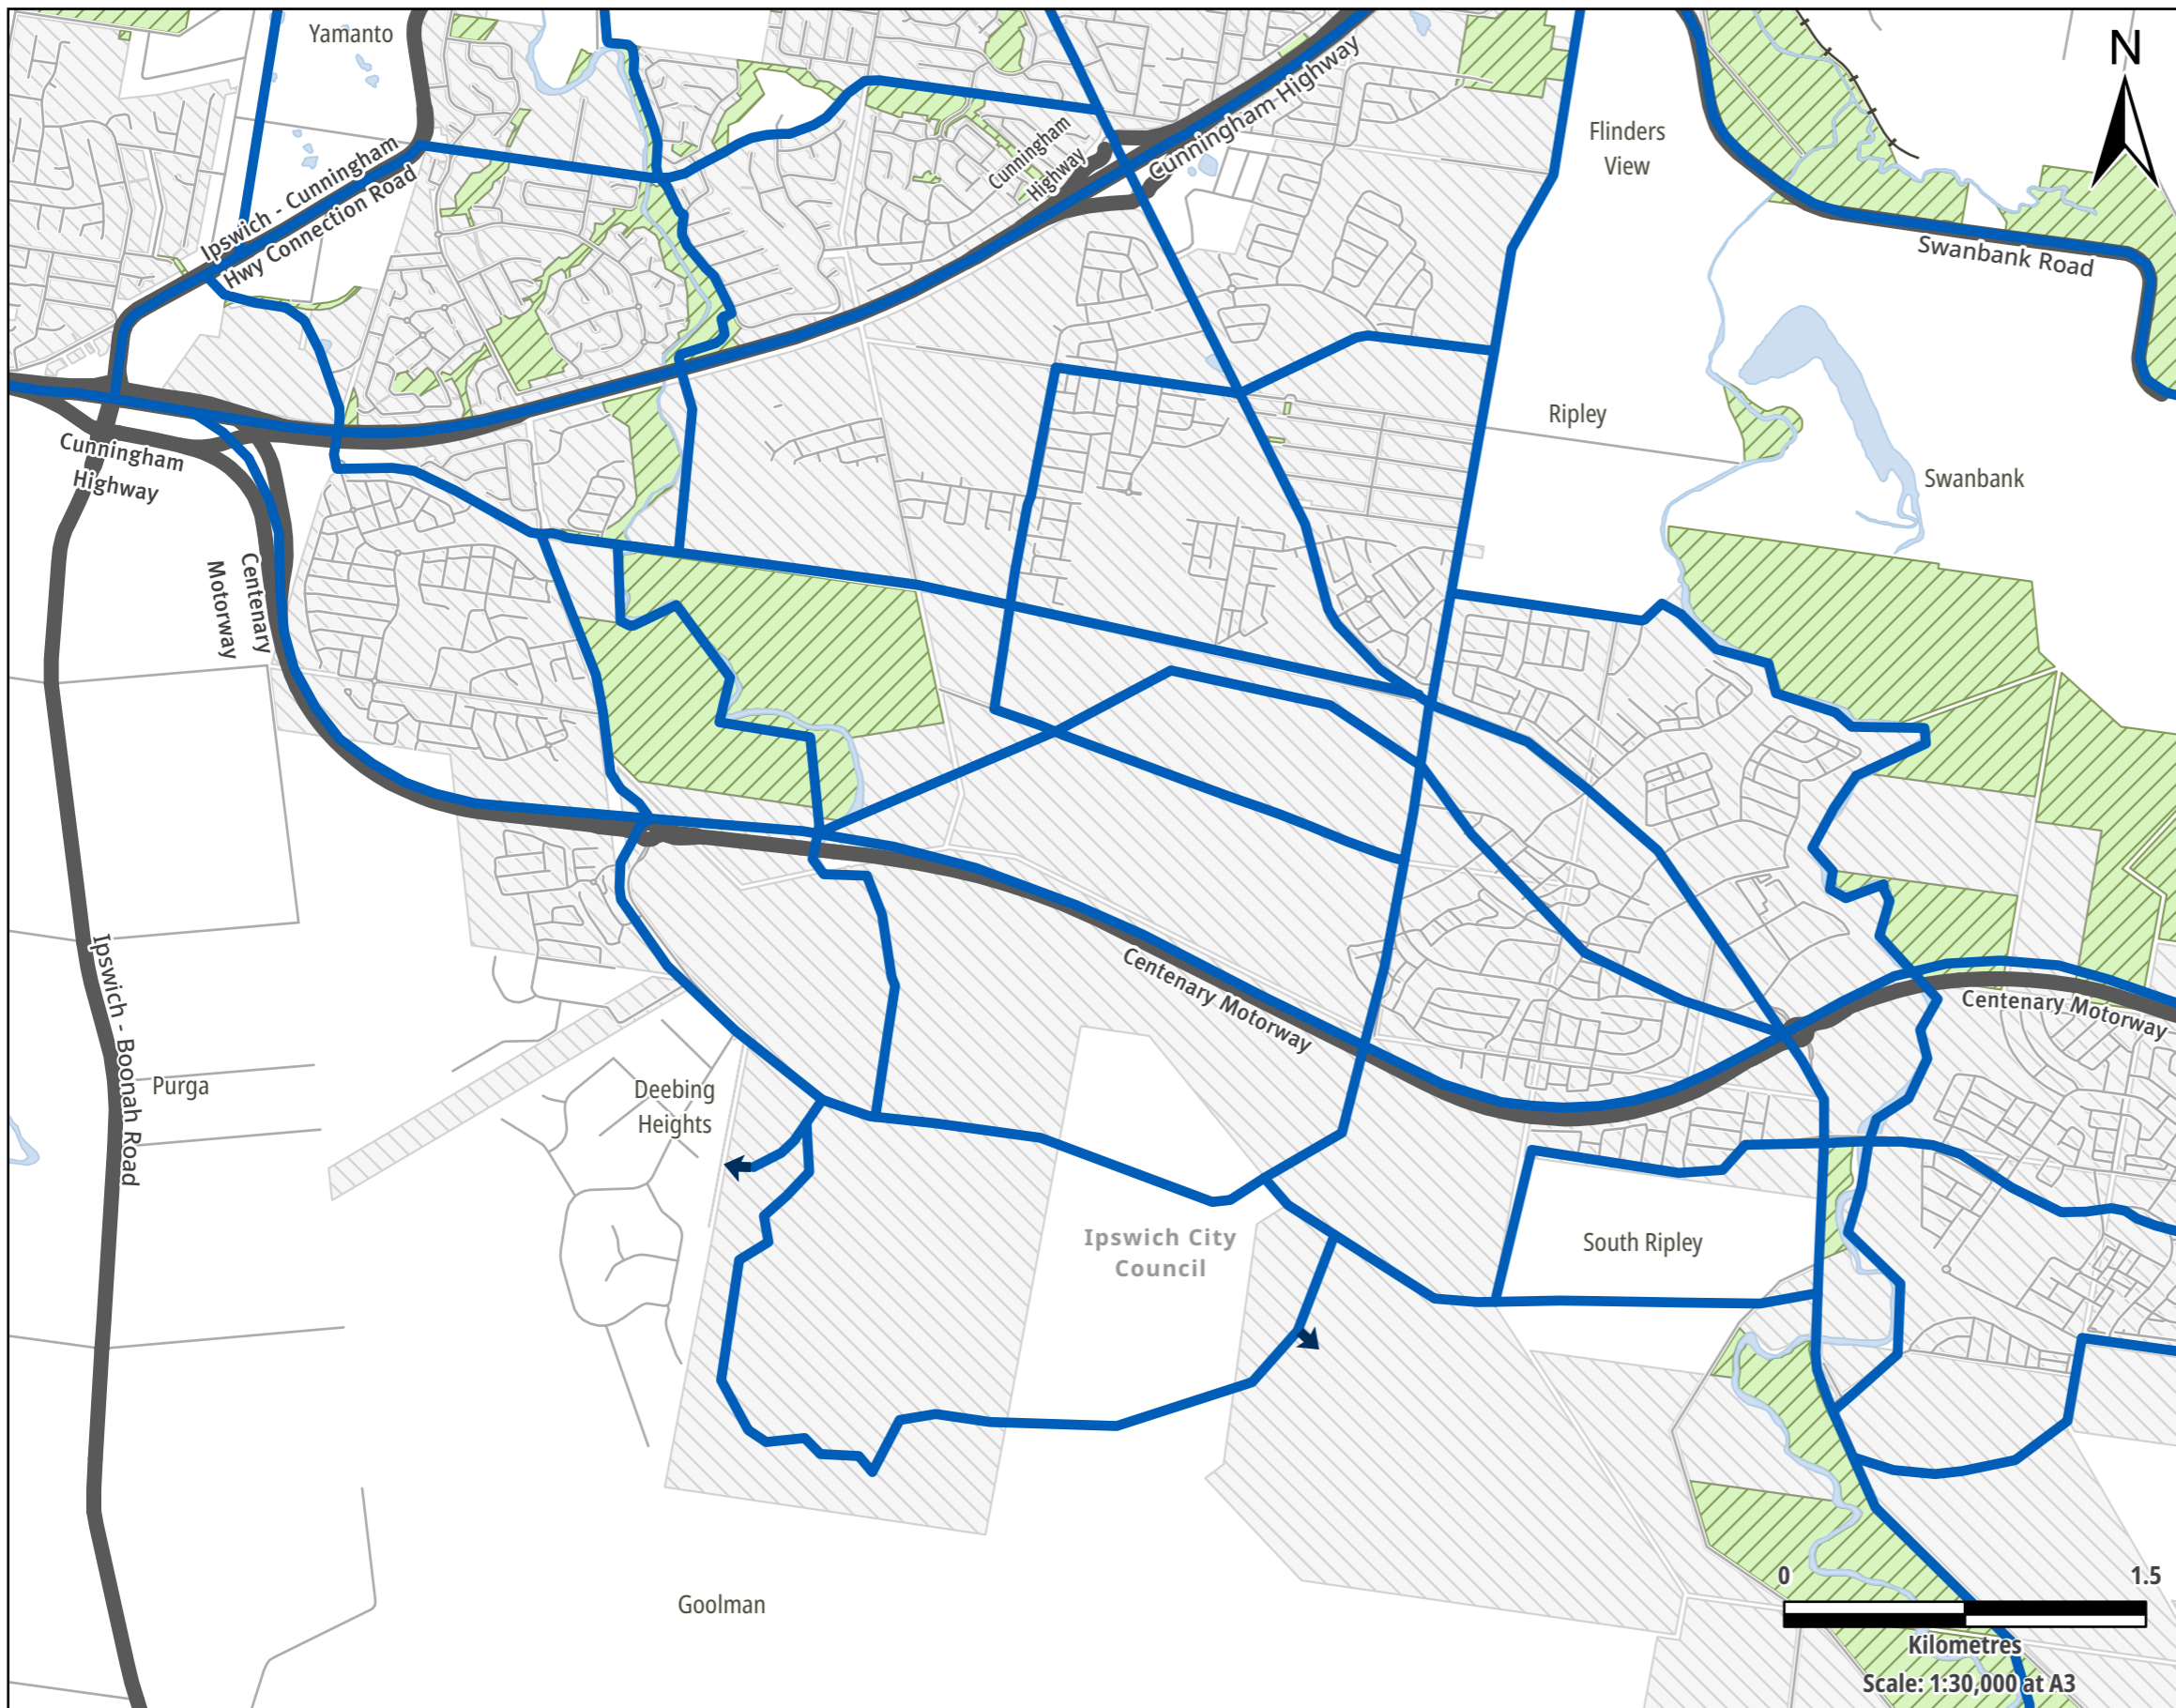 Yamanto
N
Cunningham Highway
Flinders
View
Cunningham
Highway
Ipswich - Cunningham
Hwy Connection Road
Swanbank Road
Ripley
Cunningham
Highway
Swanbank
Centenary
Motorway
Ipswich - Boonah Road
Centenary Motorway
Centenary Motorway
Purga
Deebing
Heights
Ipswich City
Council
South Ripley
Goolman
0
1.5
Kilometres
Scale: 1:30,000 at A3